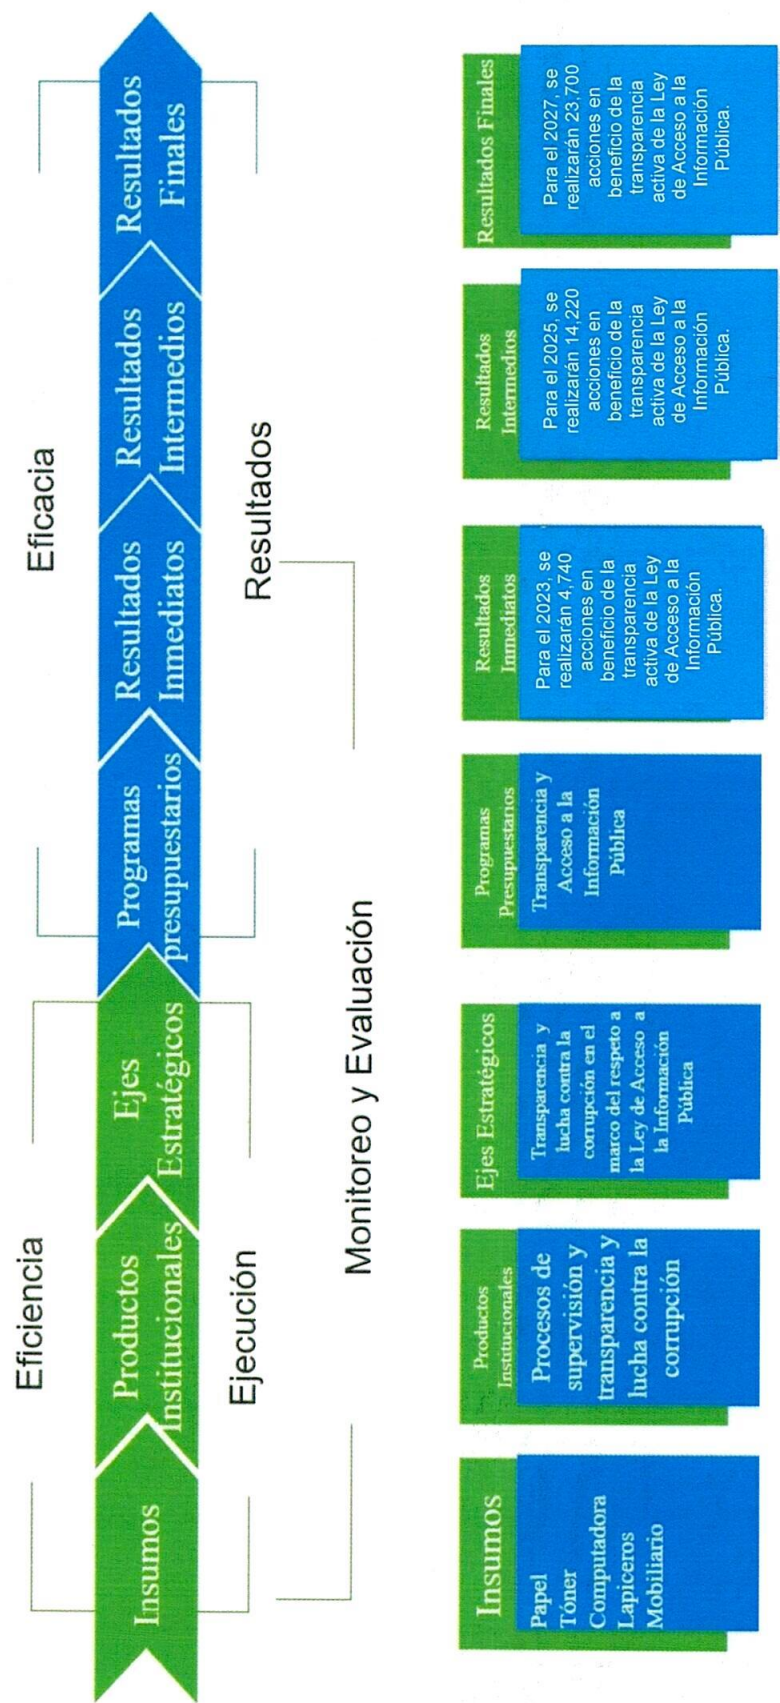 Eficiencia
Eficacia
Insumos
Productos
Institucionales
Ejes
Estratégicos
Programas
presupuestarios
Resultados
Inmediatos
Resultados
Intermedios
Resultados
Finales
Ejecución
Resultados
Monitoreo y Evaluación
Insumos
Papel
Tóner
Computadora
Lapiceros
Mobiliario
Productos
Institucionales
Procesos de
supervisión y
transparencia y
lucha contra la
corrupción
Ejes Estratégicos
Transparencia y
lucha contra la
corrupción en el
marco del respeto a
la Ley de Acceso a
la Información
Pública
Programas
Presupuestarios
Transparencia y
Acceso a la
Información
Pública
Resultados
Inmediatos
Para el 2023, se
realizarán 4,740
acciones en
beneficio de la
transparencia
activa de la Ley
de Acceso a la
Información
Pública.
Resultados
Intermedios
Para el 2025, se
realizarán 14,220
acciones en
beneficio de la
transparencia
activa de la Ley
de Acceso a la
Información
Pública.
Resultados Finales
Para el 2027, se
realizarán 23,700
acciones en
beneficio de la
transparencia
activa de la Ley
de Acceso a la
Información
Pública.